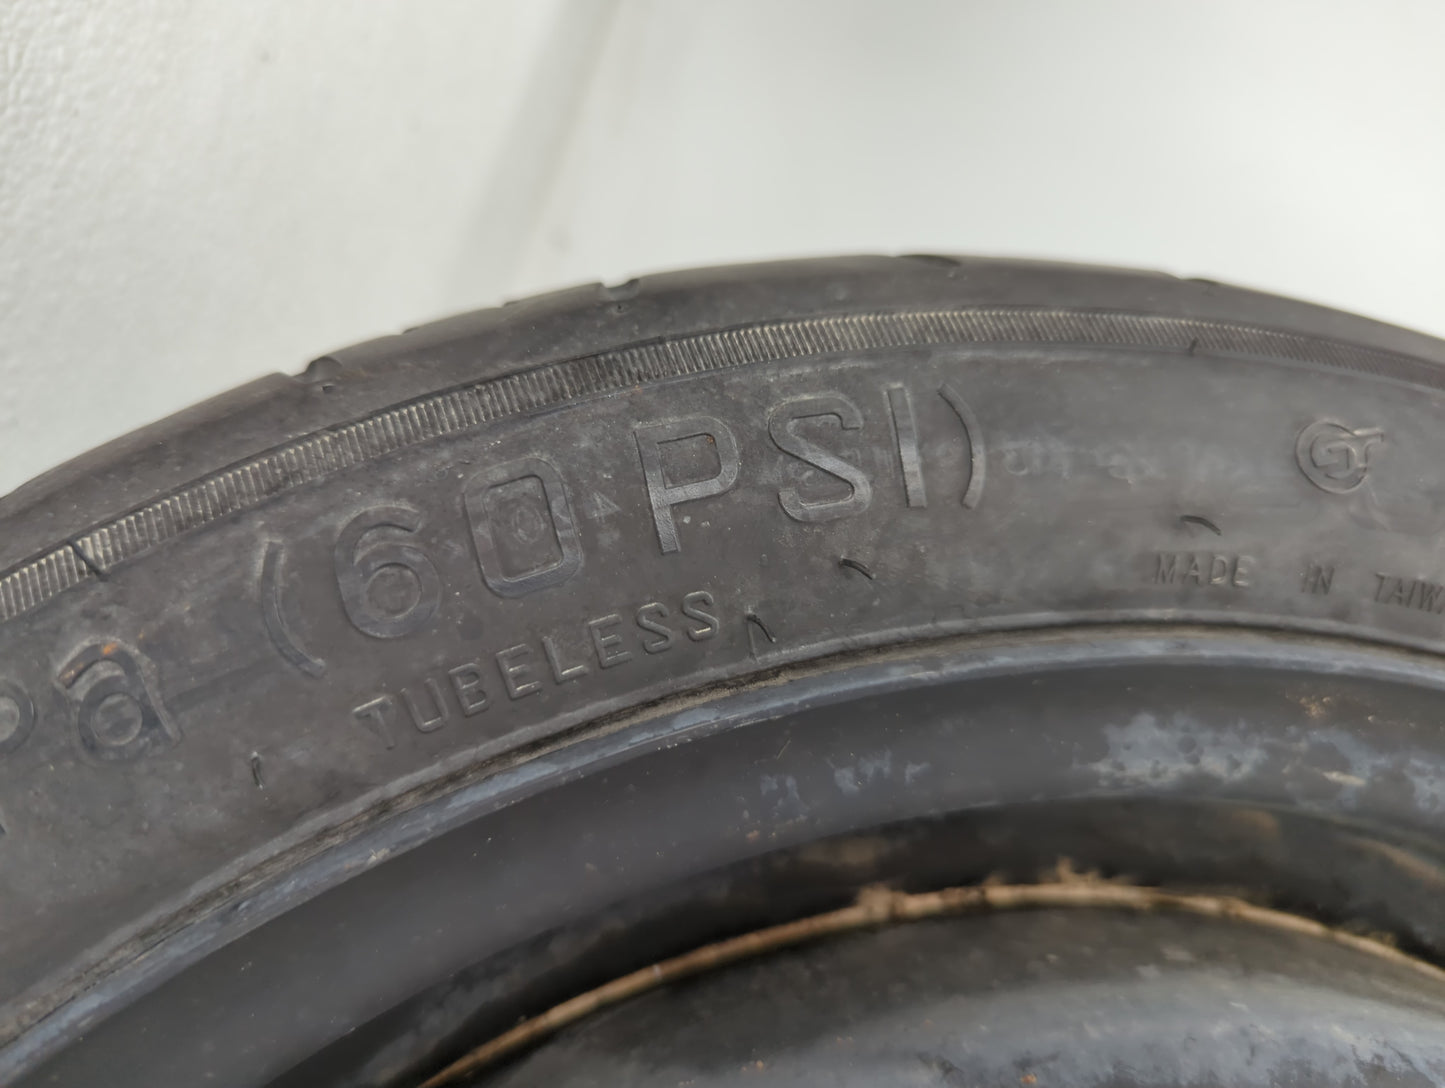 Pa (60 PSI)
TUBELESS
MADE IN TAIWA